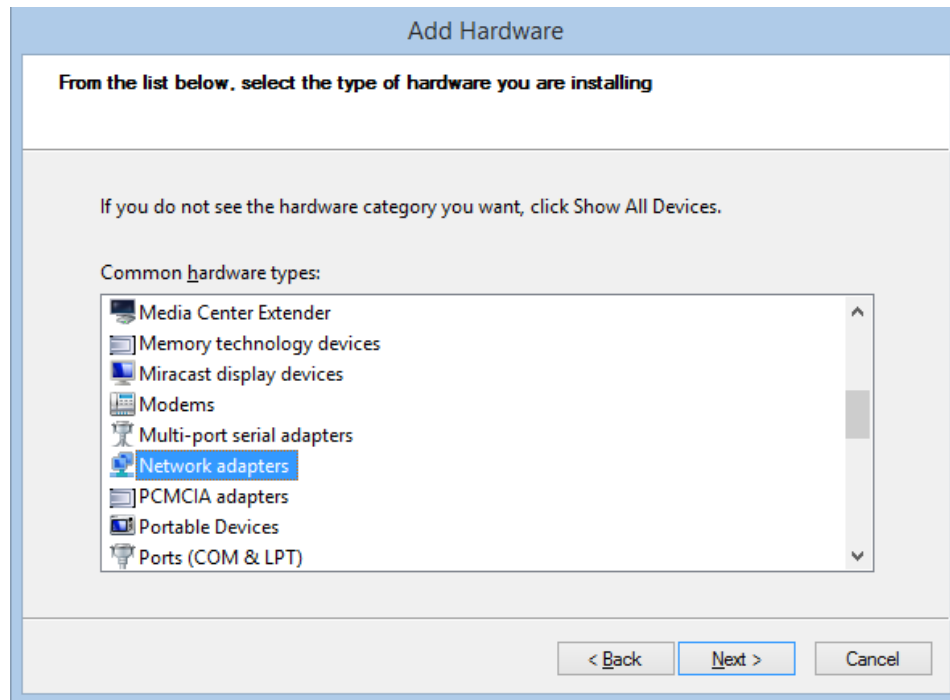 Add Hardware
From the list below, select the type of hardware you are installing
If you do not see the hardware category you want, click Show All Devices.
Common hardware types:
Media Center Extender
Memory technology devices
Miracast display devices
Modems
Multi-port serial adapters
Network adapters
PCMCIA adapters
Portable Devices
Ports (COM & LPT)
< Back Next > Cancel